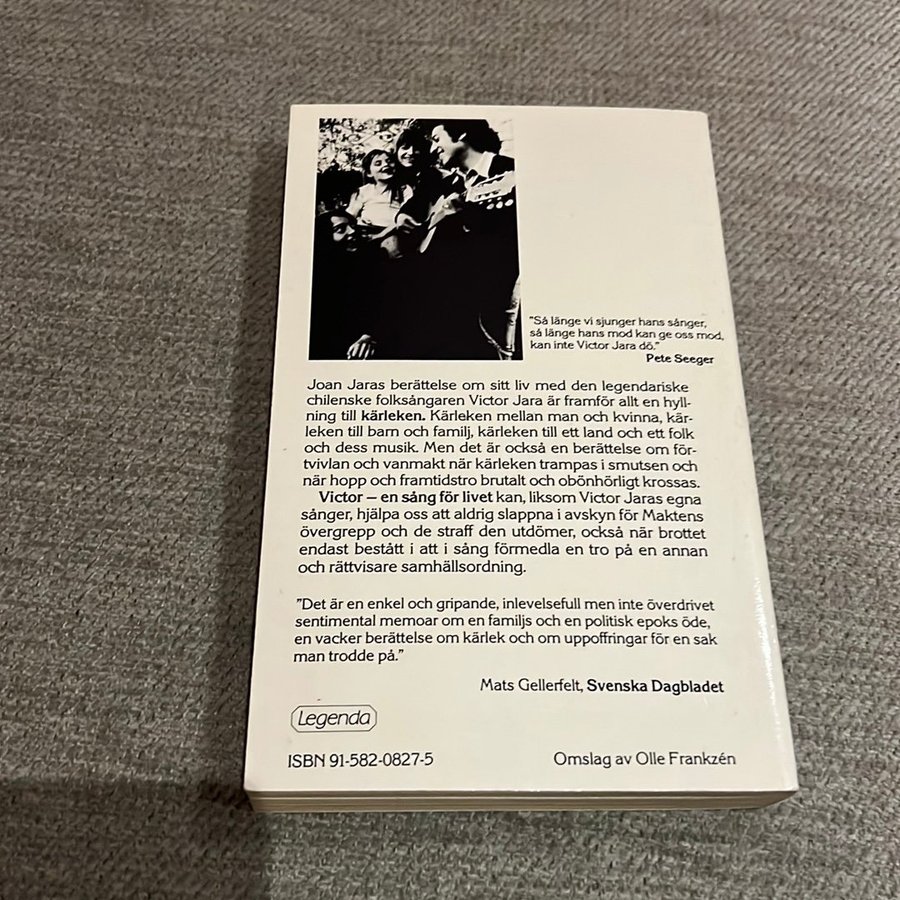 "Så länge vi sjunger hans sånger,
så länge hans mod kan ge oss mod,
kan inte Victor Jara dö."
Pete Seeger
Joan Jaras berättelse om sitt liv med den legendariske
chilenske folksångaren Victor Jara är framför allt en hyll-
ning till kärleken. Kärleken mellan man och kvinna, kär-
leken till barn och familj, kärleken till ett land och ett folk
och dess musik. Men det är också en berättelse om för-
tvivlan och vanmakt när kärleken trampas i smutsen och
när hopp och framtidstro brutalt och obönhörligt krossas.
Victor – en sång för livet kan, liksom Victor Jaras egna
sånger, hjälpa oss att aldrig slappna i avskyn för Maktens
övergrepp och de straff den utdömer, också när brottet
endast bestått i att i sång förmedla en tro på en annan
och rättvisare samhällsordning.
"Det är en enkel och gripande, inlevelsefull men inte överdrivet
sentimental memoar om en familjs och en politisk epoks öde,
en vacker berättelse om kärlek och om uppoffringar för en sak
man trodde på."
Mats Gellerfelt, Svenska Dagbladet
Legenda
ISBN 91-582-0827-5 Omslag av Olle Frankzén